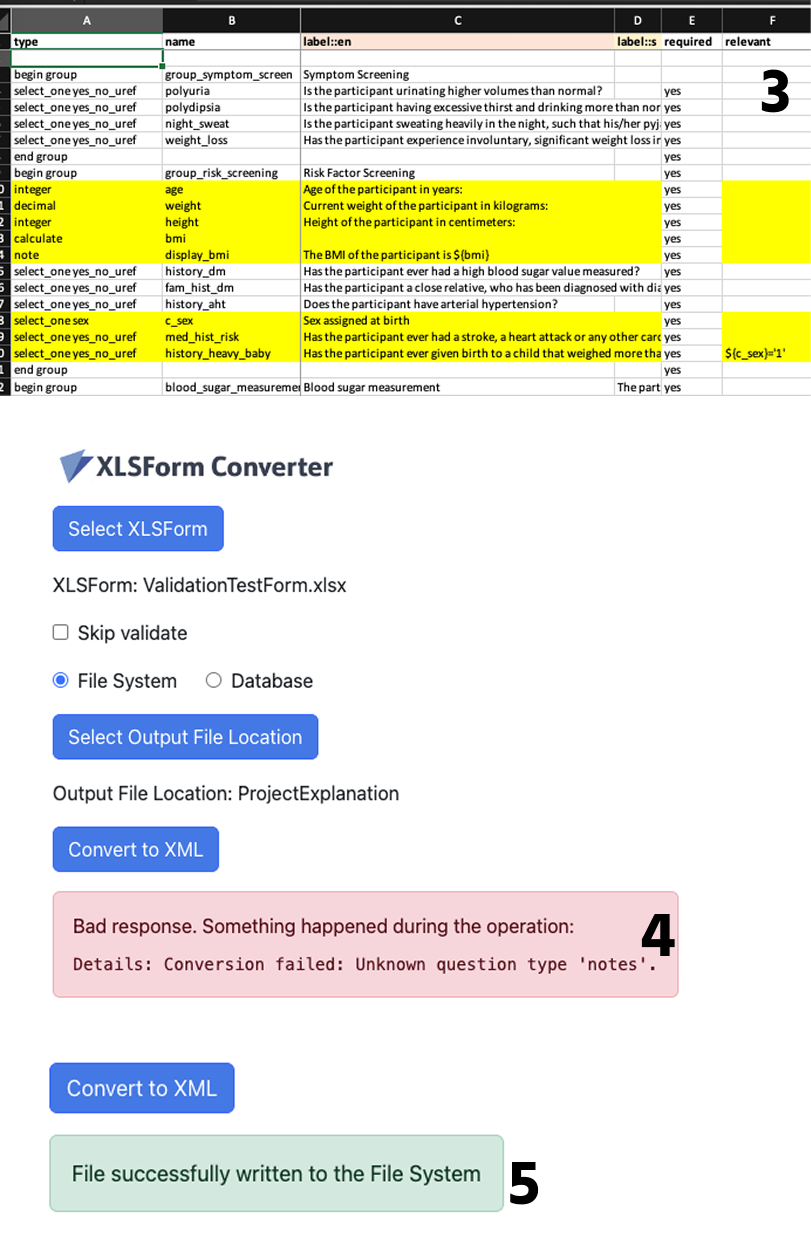 A B C D E F
type name label::en label::s required relevant
begin group group_symptom_screen Symptom Screening
3
select_one yes_no_uref polyuria Is the participant urinating higher volumes than normal? yes
select_one yes_no_uref polydipsia Is the participant having excessive thirst and drinking more than nor yes
select_one yes_no_uref night_sweat Is the participant sweating heavily in the night, such that his/her pyj yes
select_one yes_no_uref weight_loss Has the participant experience involuntary, significant weight loss ir yes
end group yes
begin group group_risk_screening Risk Factor Screening yes
0 integer age Age of the participant in years: yes
1 decimal weight Current weight of the participant in kilograms: yes
2 integer height Height of the participant in centimeters: yes
3 calculate bmi yes
4 note display_bmi The BMI of the participant is ${bmi} yes
5 select_one yes_no_uref history_dm Has the participant ever had a high blood sugar value measured? yes
6 select_one yes_no_uref fam_hist_dm Has the participant a close relative, who has been diagnosed with dia yes
7 select_one yes_no_uref history_aht Does the participant have arterial hypertension? yes
8 select_one sex c_sex Sex assigned at birth yes
9 select_one yes_no_uref med_hist_risk Has the participant ever had a stroke, a heart attack or any other card yes
0 select_one yes_no_uref history_heavy_baby Has the participant ever given birth to a child that weighed more tha yes ${c_sex}='1'
1 end group yes
2 begin group blood_sugar_measuremen Blood sugar measurement The part yes
XLSForm Converter
Select XLSForm
XLSForm: ValidationTestForm.xlsx
Skip validate
File System Database
Select Output File Location
Output File Location: ProjectExplanation
Convert to XML
Bad response. Something happened during the operation:
4
Details: Conversion failed: Unknown question type 'notes'.
Convert to XML
File successfully written to the File System
5